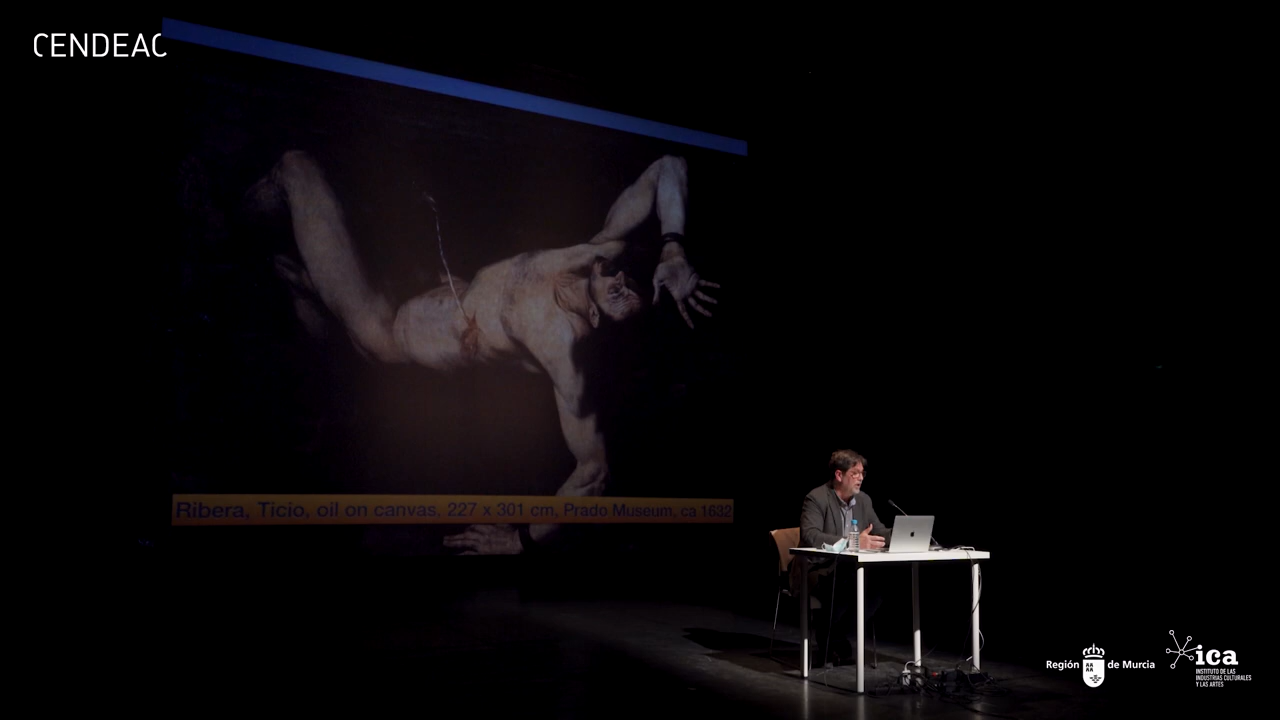 CENDEAC
Ribera, Ticio, oil on canvas, 227 x 301 cm, Prado Museum, ca 1632
Región de Murcia
ica
INSTITUTO DE LAS
INDUSTRIAS CULTURALES
Y LAS ARTES